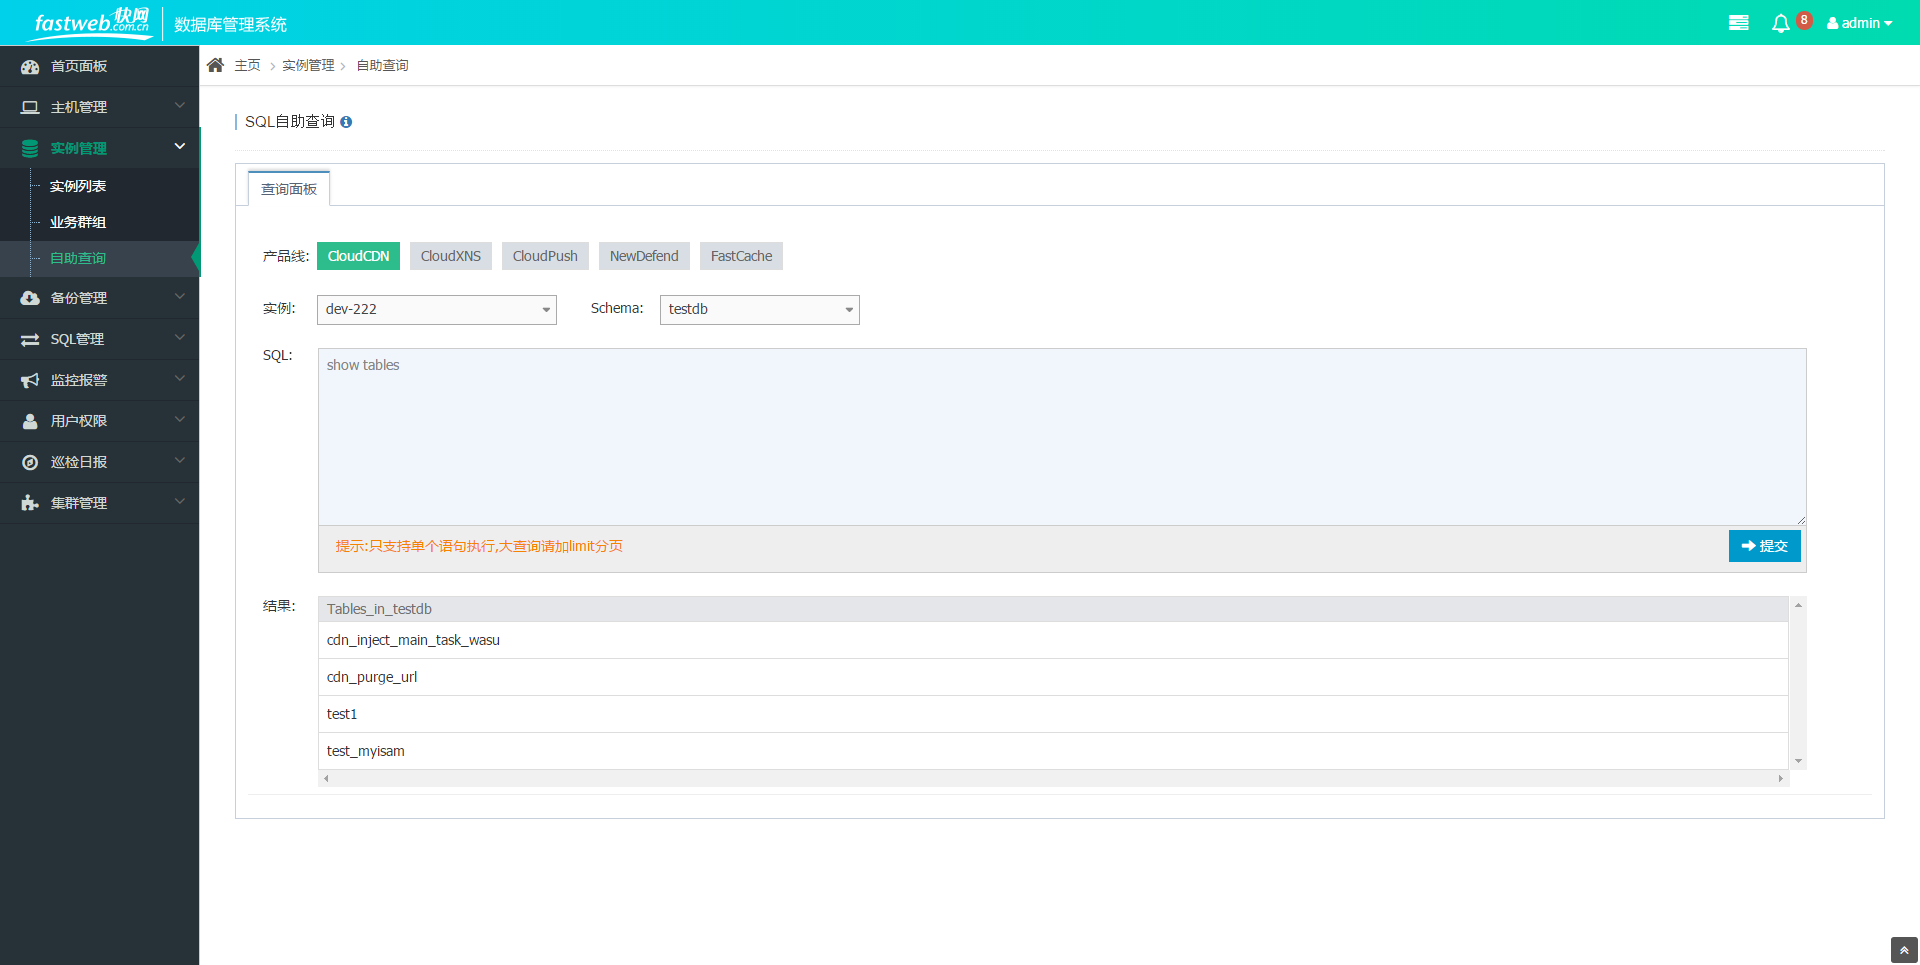 fastweb快网
.com.cn
数据库管理系统
8
admin
首页面板
主机管理
实例管理
实例列表
业务群组
自助查询
备份管理
SQL管理
监控报警
用户权限
巡检日报
集群管理
主页 > 实例管理 > 自助查询
SQL自助查询
查询面板
产品线: CloudCDN CloudXNS CloudPush NewDefend FastCache
实例: dev-222 Schema: testdb
SQL: show tables
提示:只支持单个语句执行,大查询请加limit分页
提交
结果: Tables_in_testdb
cdn_inject_main_task_wasu
cdn_purge_url
test1
test_myisam